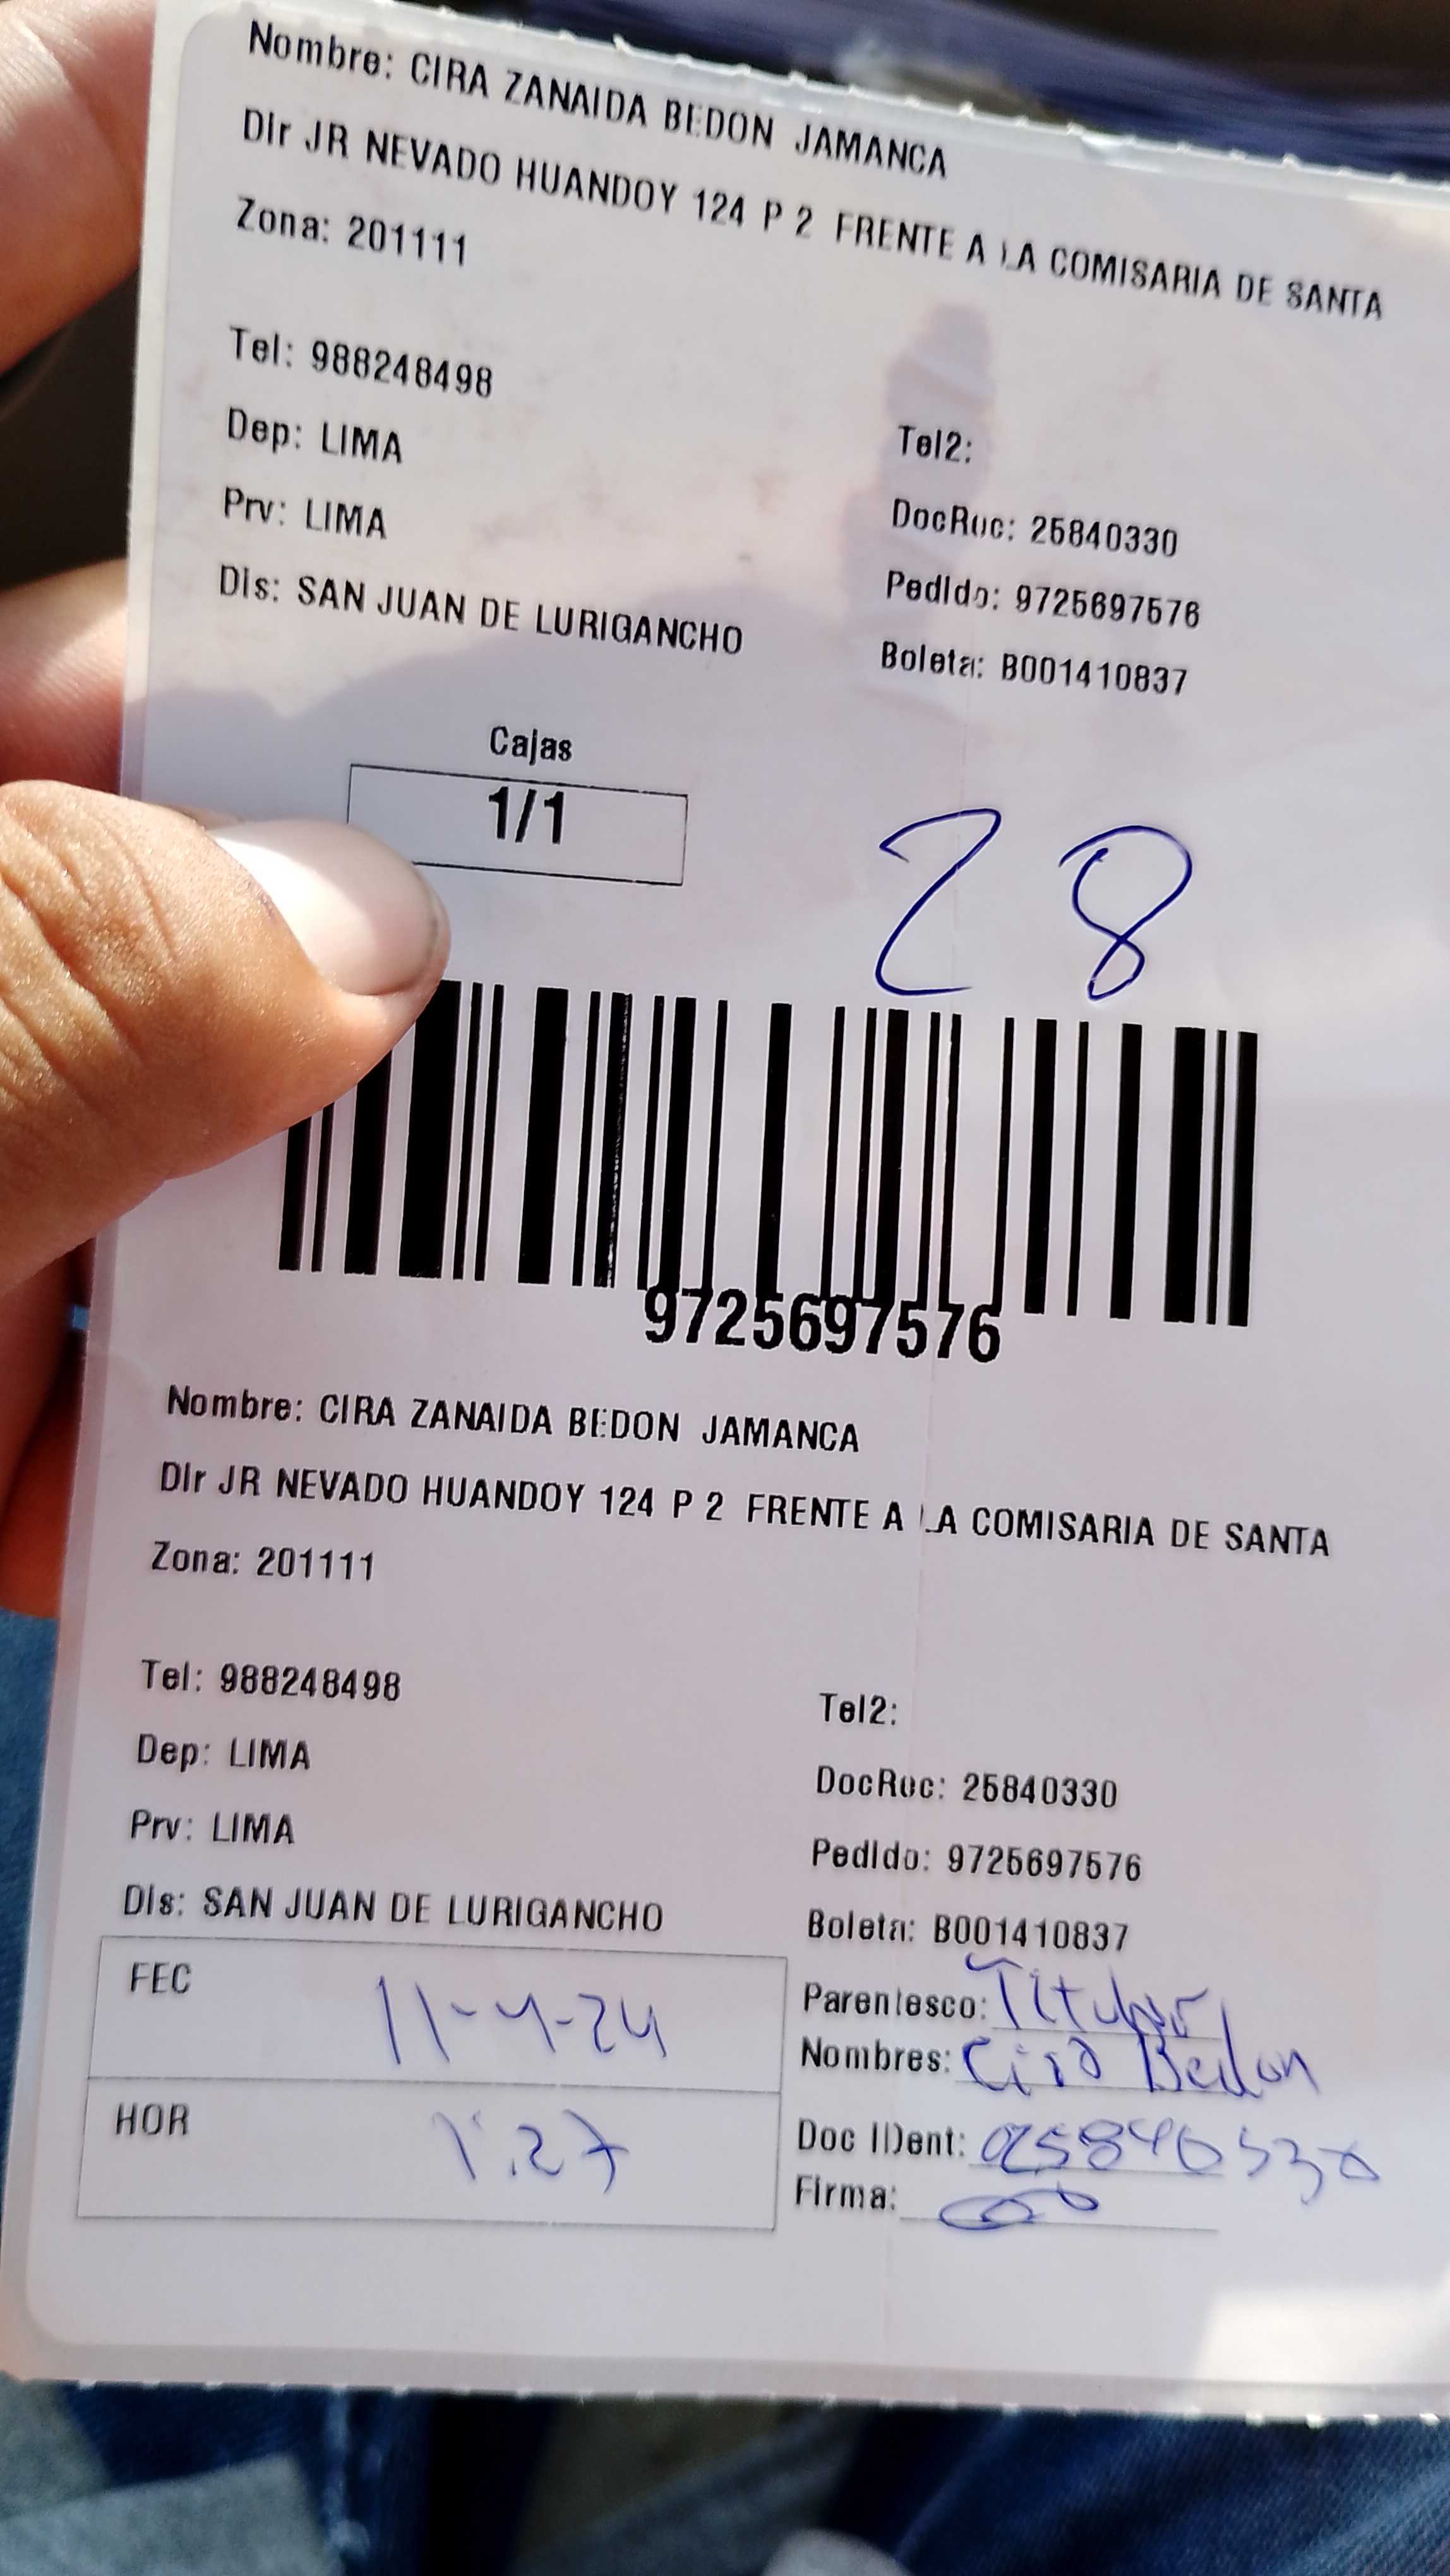 Nombre: CIRA ZANAIDA BEDON JAMANCA
Dir JR NEVADO HUANDOY 124 P 2 FRENTE A LA COMISARIA DE SANTA
Zona: 201111
Tel: 988248498
Tel2:
Dep: LIMA
DocRuc: 25840330
Prv: LIMA
Pedido: 9725697576
Dis: SAN JUAN DE LURIGANCHO
Boleta: B001410837
Cajas
1/1
28
9725697576
Nombre: CIRA ZANAIDA BEDON JAMANCA
Dir JR NEVADO HUANDOY 124 P 2 FRENTE A LA COMISARIA DE SANTA
Zona: 201111
Tel: 988248498
Tel2:
Dep: LIMA
DocRuc: 25840330
Prv: LIMA
Pedido: 9725697576
Dis: SAN JUAN DE LURIGANCHO
Boleta: B001410837
FEC 11-4-24
Parentesco: Titular
Nombres: Cira Bedon
HOR 1:27
Doc IDent:
Firma: